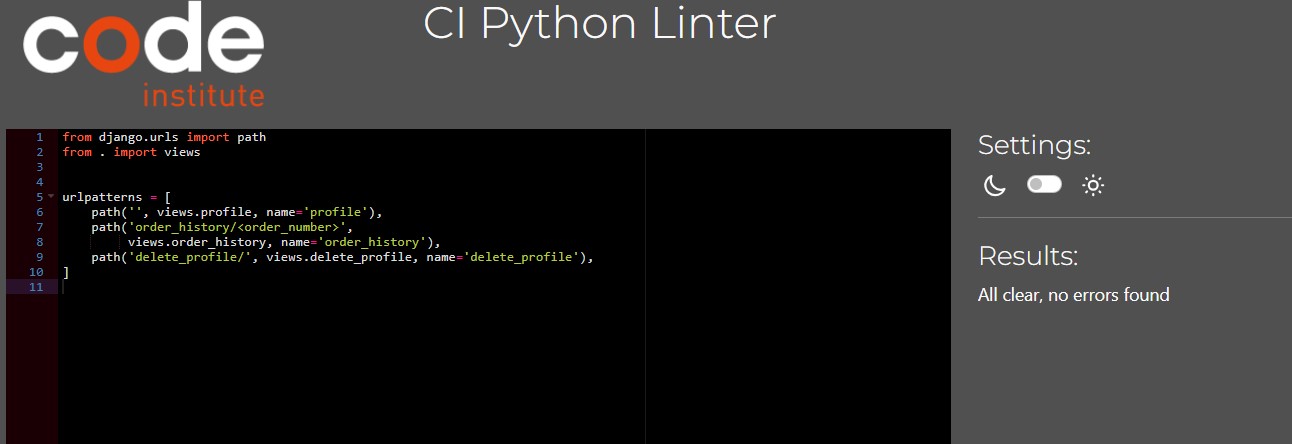 code
institute
CI Python Linter
1 from django.urls import path
2 from . import views
3
4
5 urlpatterns = [
6     path('', views.profile, name='profile'),
7     path('order_history/<order_number>',
8          views.order_history, name='order_history'),
9     path('delete_profile/', views.delete_profile, name='delete_profile'),
10 ]
11
Settings:
Results:
All clear, no errors found